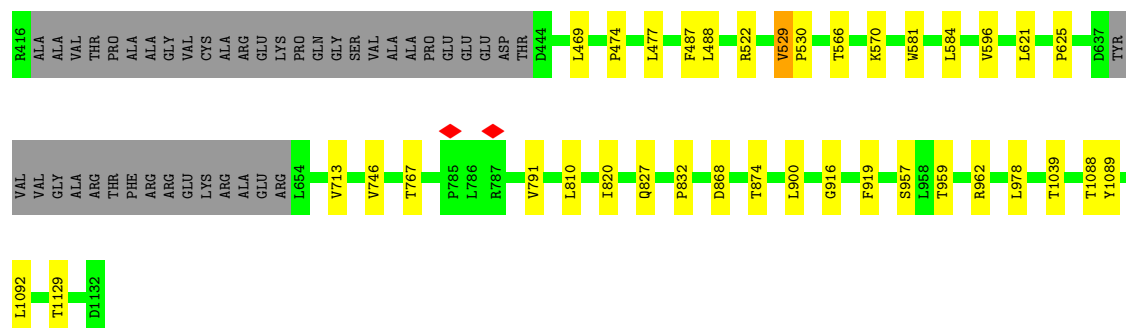 R416 ALA ALA VAL THR PRO ALA ALA GLY VAL CYS ALA ARG GLU LYS PRO GLN GLY SER VAL ALA ALA PRO GLU GLU GLU ASP THR D444 L469 P474 L477 F487 L488 R522 V529 P530 T566 K570 W581 L584 V596 L621 P625 D637 TYR
VAL VAL GLY ALA ARG THR PHE ARG ARG GLU LYS ARG ALA GLU ARG L654 V713 V746 T767 P785 L786 R787 V791 L810 I820 Q827 P832 D868 T874 L900 G916 F919 S957 L958 T959 R962 L978 T1039 T1088 Y1089
L1092 T1129 D1132